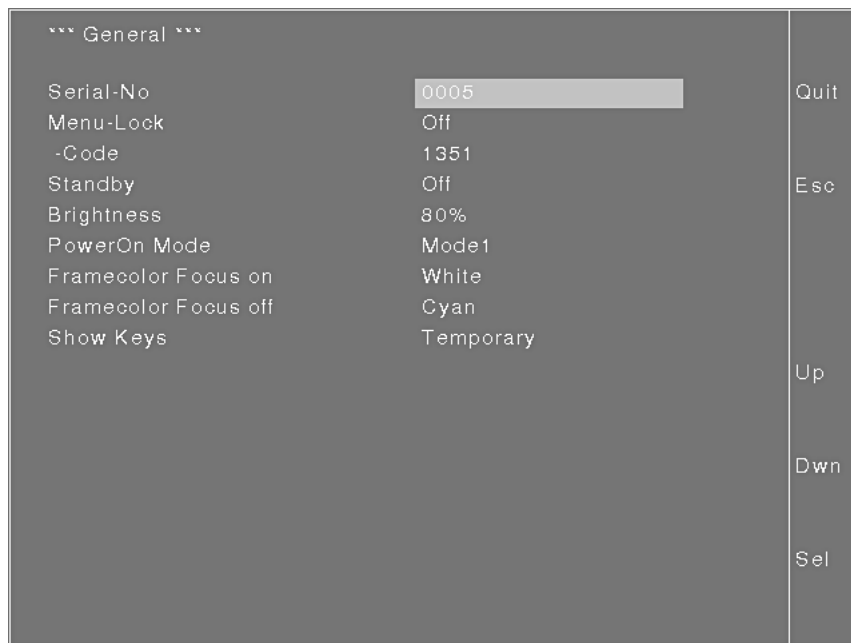 *** General ***
Serial-No 0005
Quit
Menu-Lock Off
-Code 1351
Standby Off
Esc
Brightness 80%
PowerOn Mode Mode1
Framecolor Focus on White
Framecolor Focus off Cyan
Show Keys Temporary
Up
Dwn
Sel